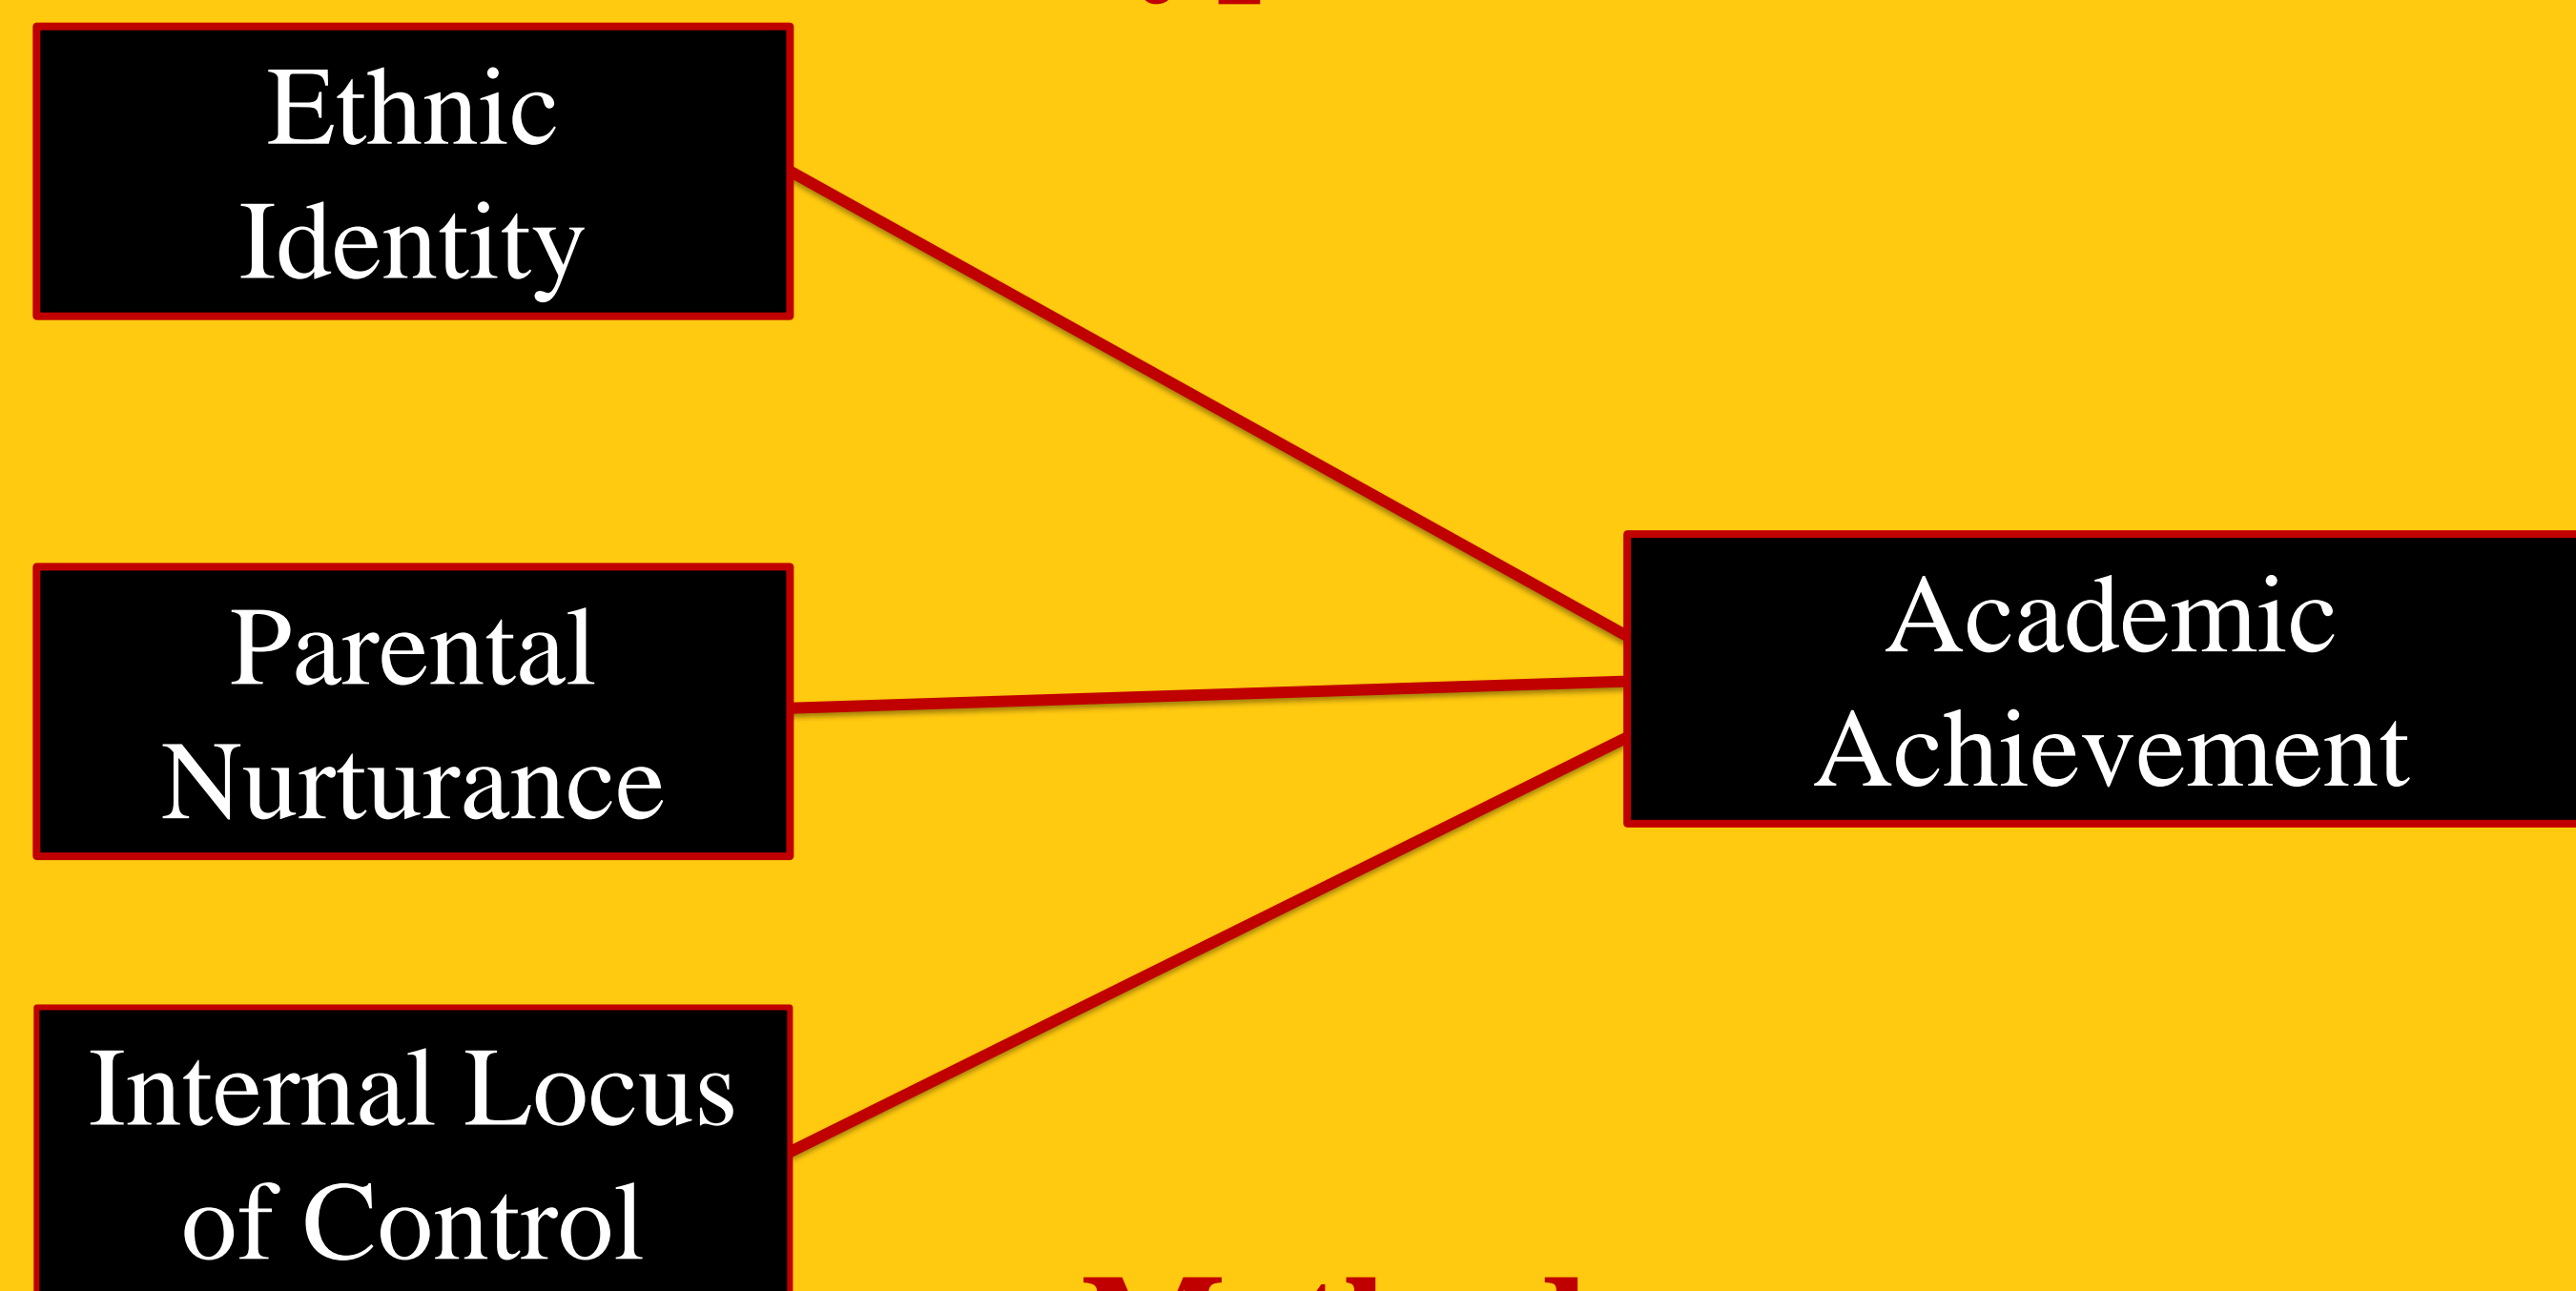 Ethnic
Identity
Parental
Nurturance
Academic
Achievement
Internal Locus
of Control